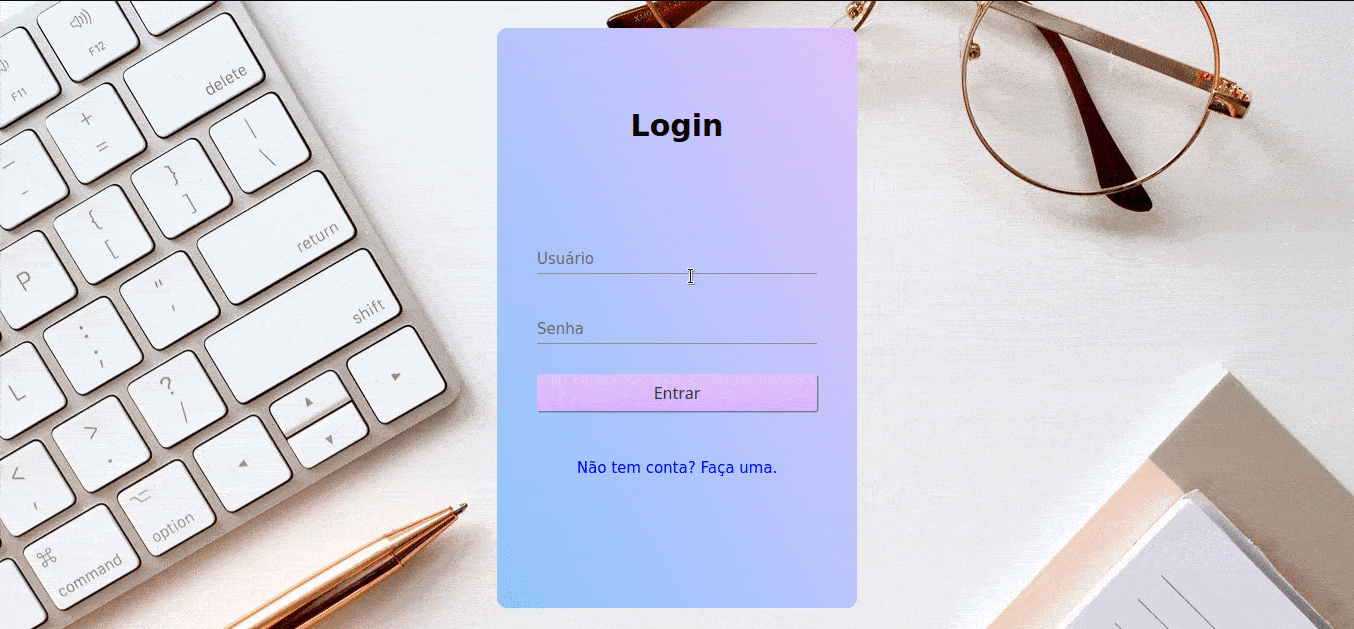 F12
F11
delete
+
=
|
\
-
}
]
{
[
return
P
"
'
:
;
shift
L
?
/
>
.
<
,
option
⌘
command
Login
Usuário
Senha
Entrar
Não tem conta? Faça uma.